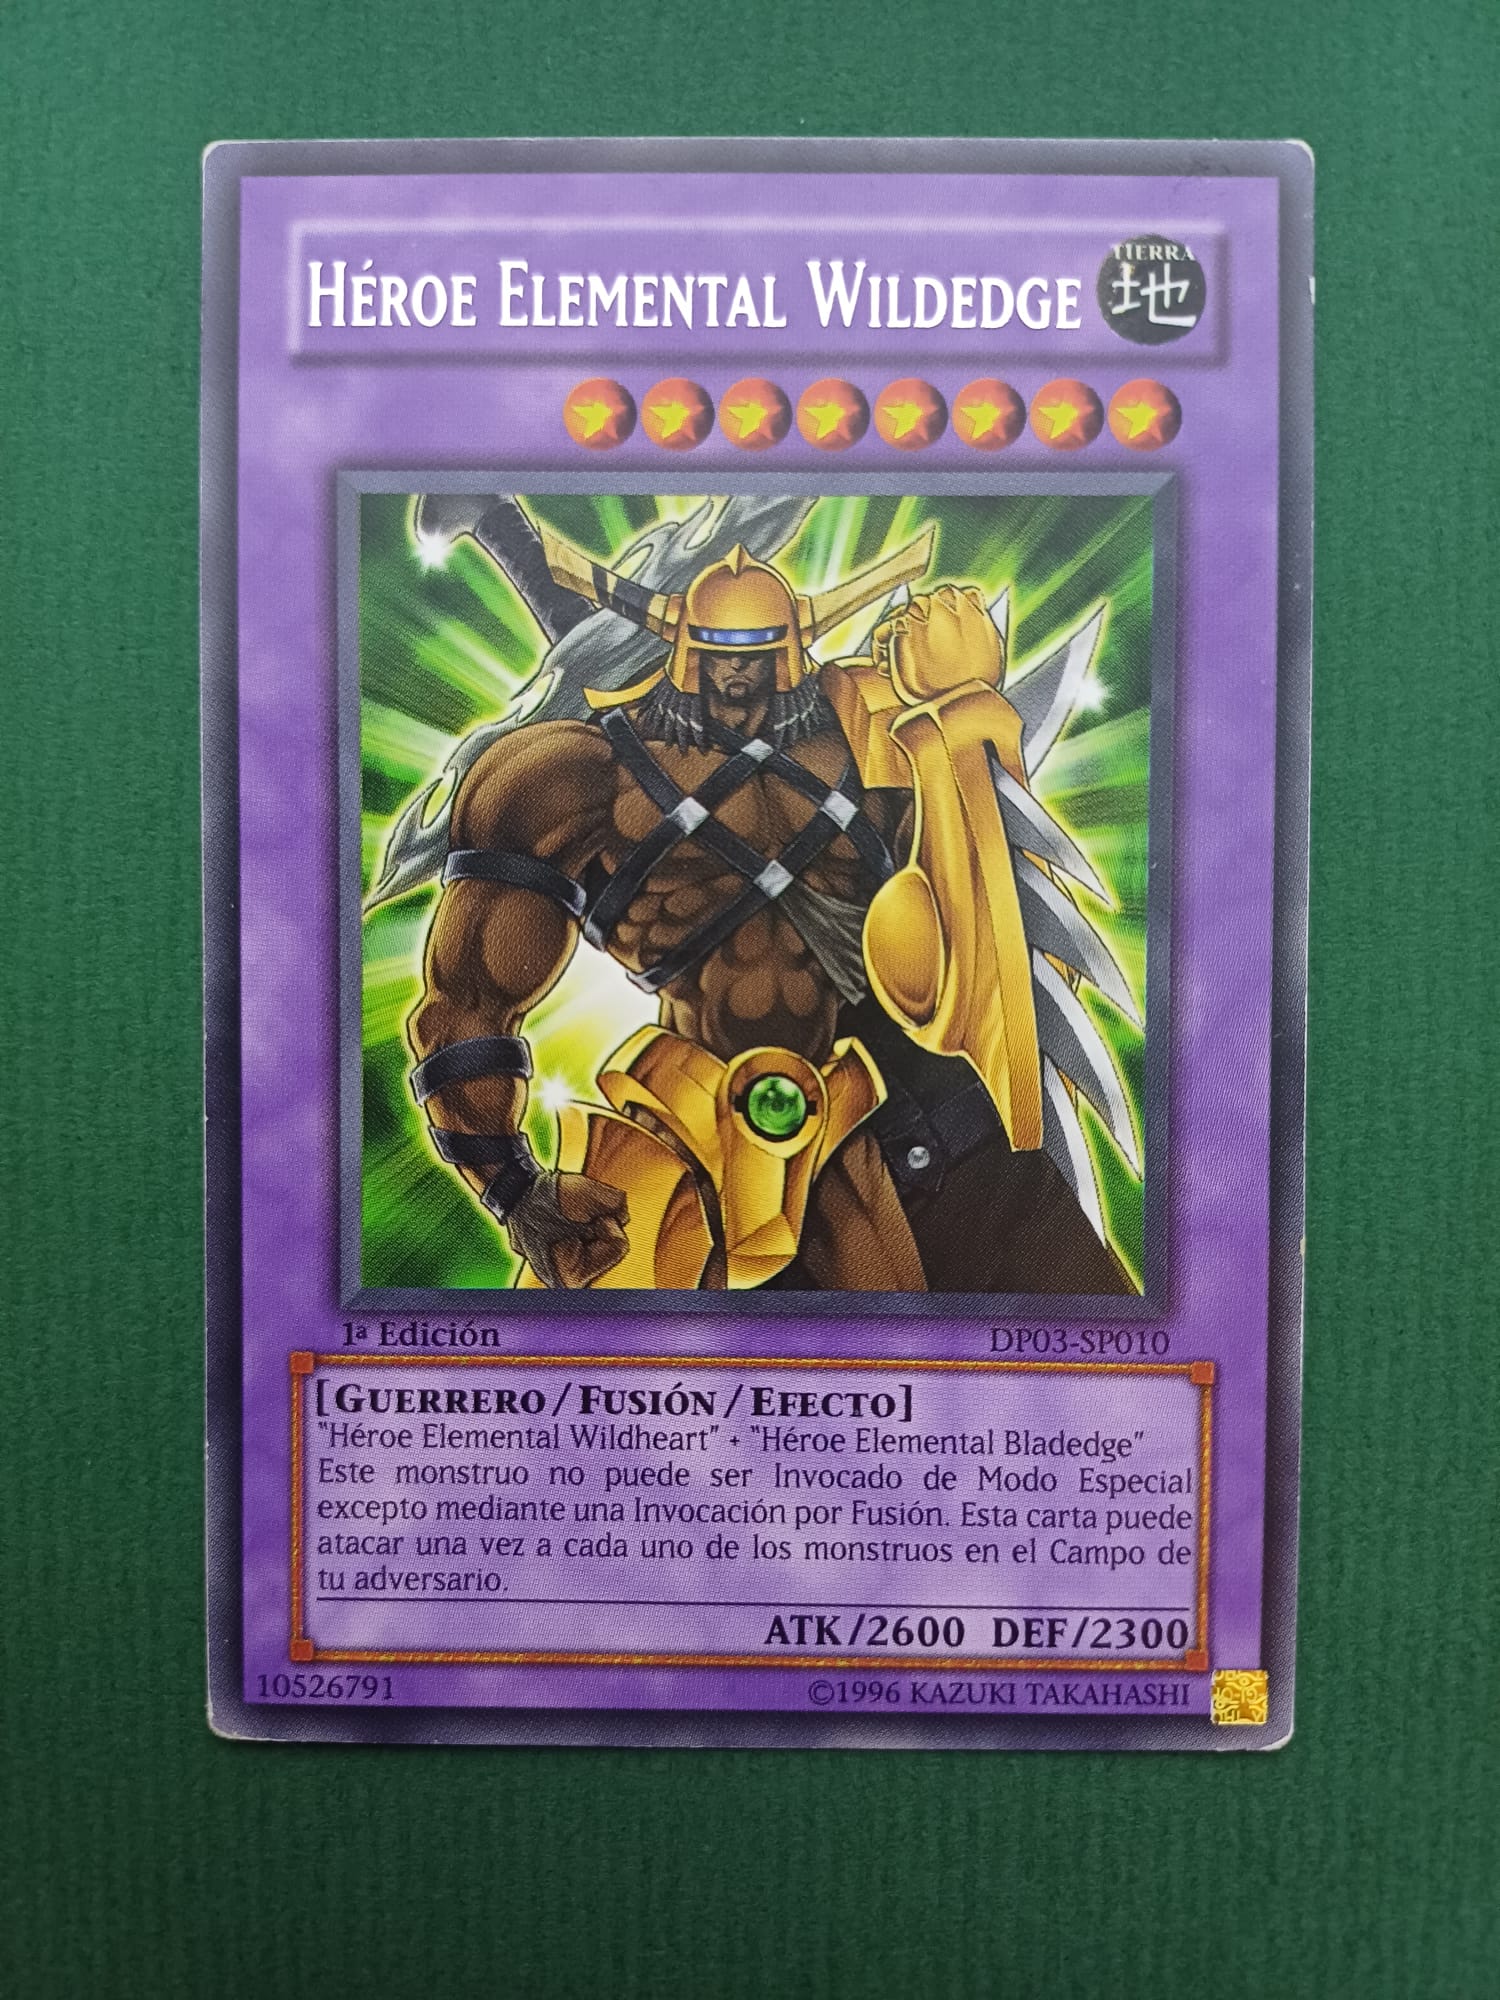 HÉROE ELEMENTAL WILDEDGE
TIERRA
地
1ª Edición
DP03-SP010
[GUERRERO/FUSIÓN/EFECTO]
"Héroe Elemental Wildheart" + "Héroe Elemental Bladedge"
Este monstruo no puede ser Invocado de Modo Especial
excepto mediante una Invocación por Fusión. Esta carta puede
atacar una vez a cada uno de los monstruos en el Campo de
tu adversario.
ATK/2600 DEF/2300
10526791
©1996 KAZUKI TAKAHASHI